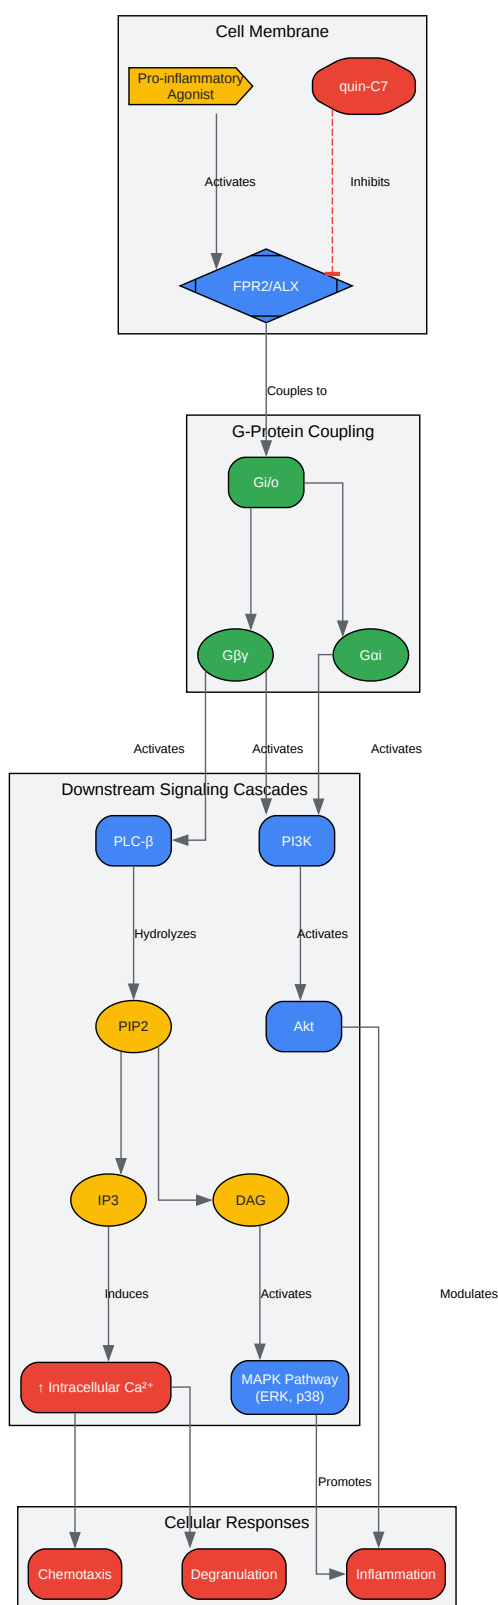 Cell Membrane
Pro-inflammatory
Agonist
quin-C7
Activates
Inhibits
FPR2/ALX
Couples to
G-Protein Coupling
Gi/o
Gβγ
Gαi
Activates
Activates
Activates
Downstream Signaling Cascades
PLC-β
PI3K
Hydrolyzes
Activates
PIP2
Akt
IP3
DAG
Induces
Activates
Modulates
↑ Intracellular Ca²⁺
MAPK Pathway
(ERK, p38)
Promotes
Cellular Responses
Chemotaxis
Degranulation
Inflammation